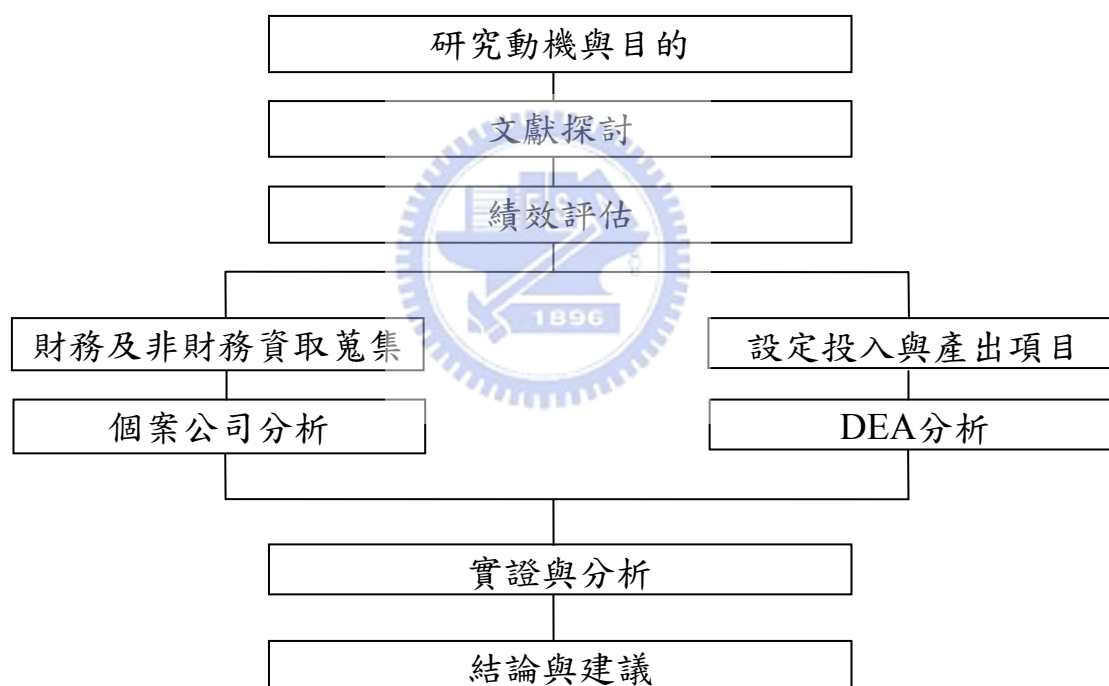 研究動機與目的
文獻探討
績效評估
財務及非財務資取蒐集
設定投入與產出項目
個案公司分析
DEA分析
1896
實證與分析
結論與建議